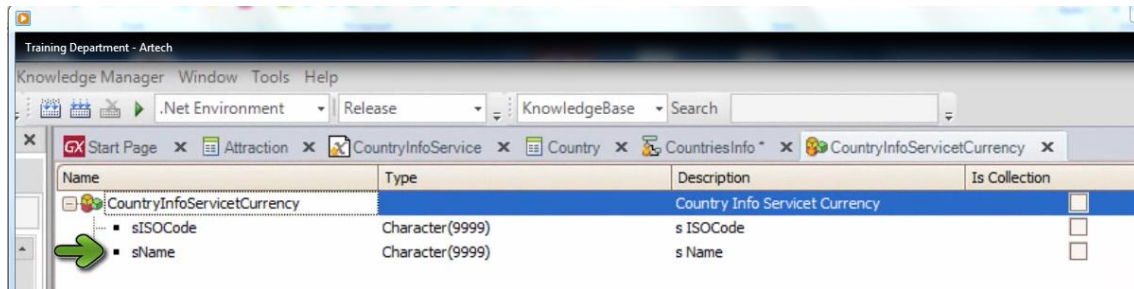 Training Department - Artech
Knowledge Manager Window Tools Help
.Net Environment Release KnowledgeBase Search
GX Start Page X Attraction X CountryInfoService X Country X CountriesInfo * X CountryInfoServicetCurrency X
Name Type Description Is Collection
CountryInfoServicetCurrency Country Info Servicet Currency
sISOCode Character(9999) s ISOCode
sName Character(9999) s Name